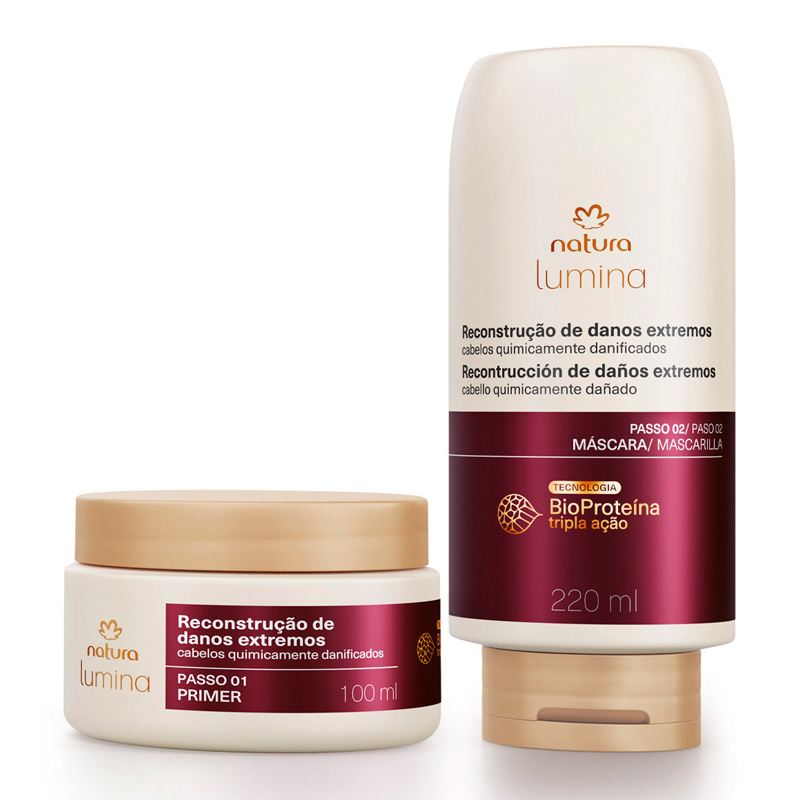 natura
lumina
Reconstrução de danos extremos
cabelos quimicamente danificados
Recontrucción de daños extremos
cabello quimicamente dañado
PASSO 02/ PASO 02
MÁSCARA/ MASCARILLA
TECNOLOGIA
BioProteína
tripla ação
220 ml
natura
lumina
Reconstrução de
danos extremos
cabelos quimicamente danificados
PASSO 01
PRIMER
100 ml